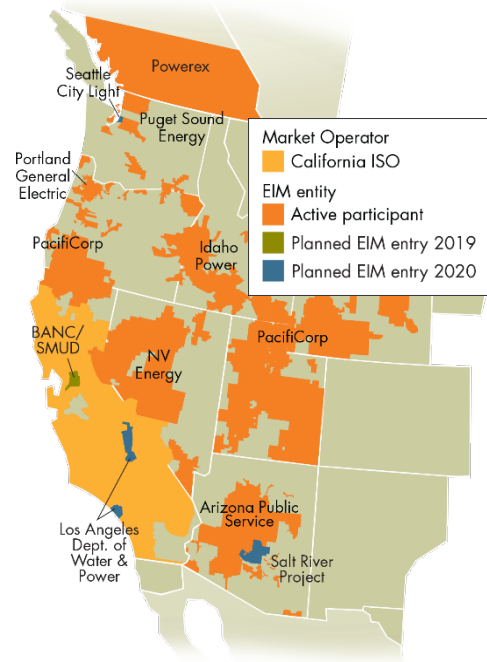 Powerex
Seattle
City Light
Puget Sound
Energy
Market Operator
California ISO
EIM entity
Active participant
Planned EIM entry 2019
Planned EIM entry 2020
Portland
General
Electric
PacifiCorp
Idaho
Power
BANC/
SMUD
NV
Energy
PacifiCorp
Los Angeles
Dept. of
Water &
Power
Arizona Public
Service
Salt River
Project